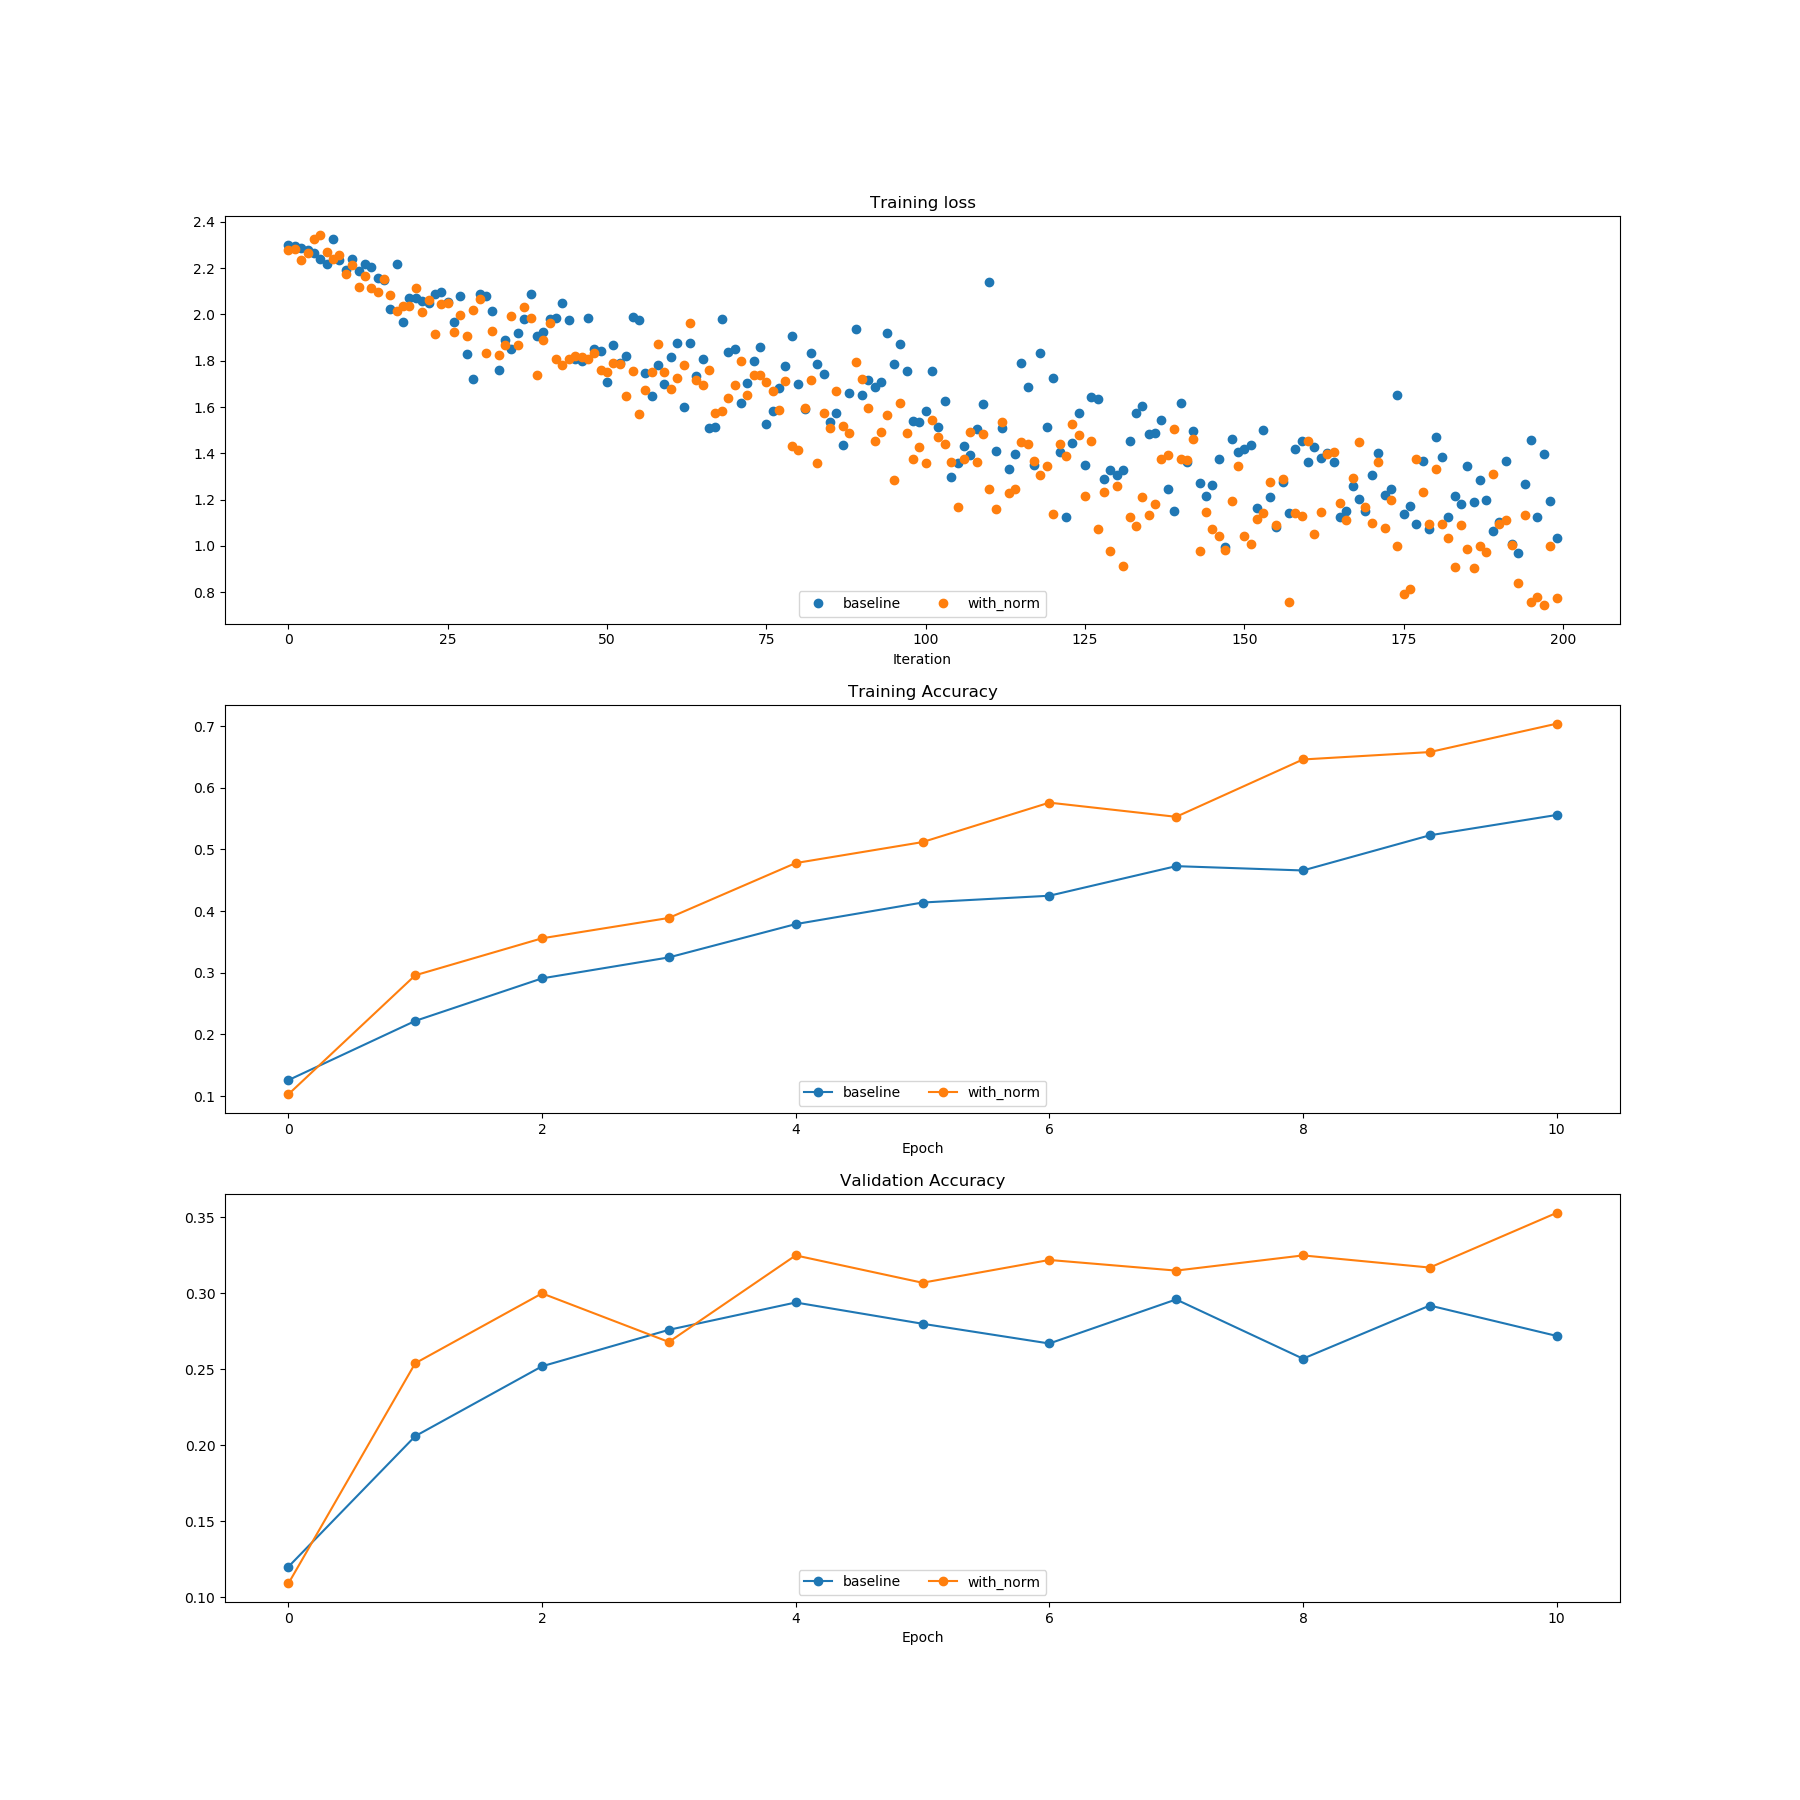 Training loss
2.4
2.2
2.0
1.8
1.6
1.4
1.2
1.0
0.8
baseline with_norm
0 25 50 75 100 125 150 175 200
Iteration
Training Accuracy
0.7
0.6
0.5
0.4
0.3
0.2
0.1
baseline with_norm
0 2 4 6 8 10
Epoch
Validation Accuracy
0.35
0.30
0.25
0.20
0.15
0.10
baseline with_norm
0 2 4 6 8 10
Epoch